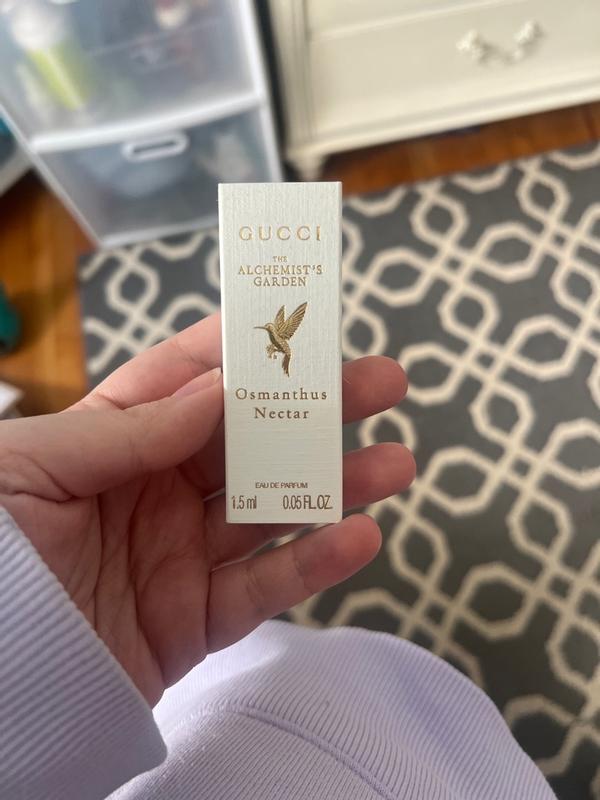 GUCCI
THE
ALCHEMIST'S
GARDEN
Osmanthus
Nectar
EAU DE PARFUM
1.5 ml 0.05 FL.OZ.